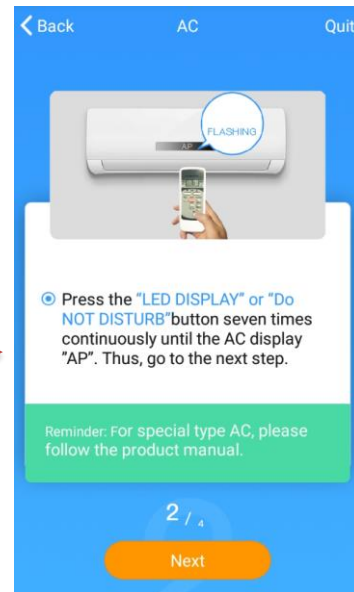 Back AC Quit
FLASHING
AP
Press the "LED DISPLAY" or "Do
NOT DISTURB"button seven times
continuously until the AC display
"AP". Thus, go to the next step.
Reminder: For special type AC, please
follow the product manual.
2 / 4
Next